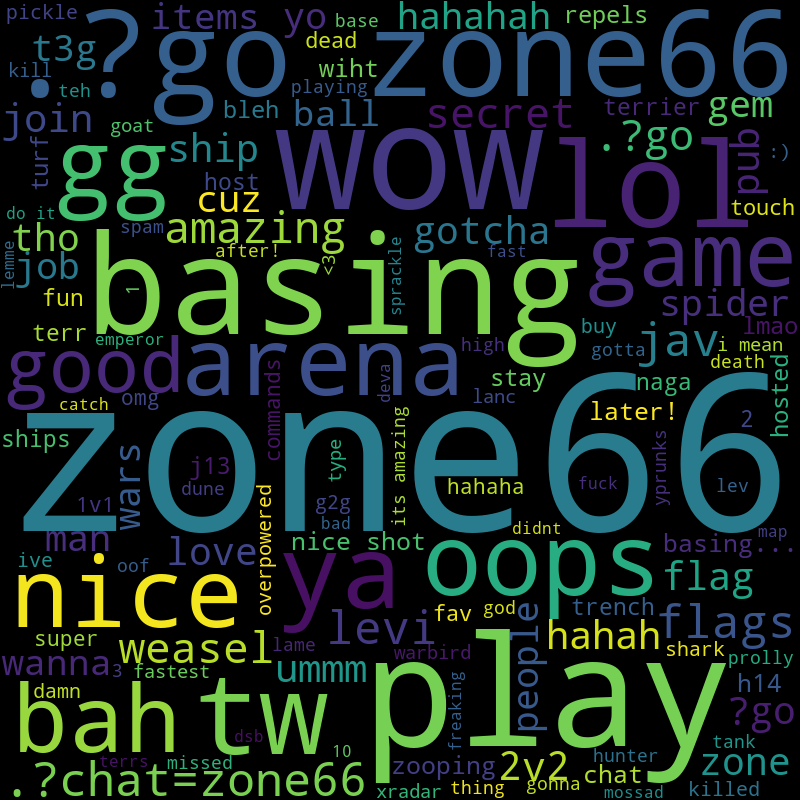 pickle
items yo
base
hahahah
repels
.?go zone66
t3g
dead
wiht
kill
teh
playing
join
goat
bleh
ball
secret
terrier
gem
turf
gg
ship
wow
lol
.?go
pub
:)
do it
host
cuz
touch
spam
amazing
tho
after!
<3
sprackle
gotcha
fast
game
lemme
job
basing
1
fun
spider
terr
emperor
high
buy
jav
lmao
i mean
gotta
death
good
arena
deva
lanc
stay
naga
hosted
omg
catch
commands
later!
2
ships
zone66
wars
j13
type
its amazing
yprunks
dune
hahaha
fuck
lev
1v1
overpowered
g2g
bad
didnt
map
man
love
nice shot
oops
basing...
ive
oof
ya
flag
nice
fav
god
trench
super
levi
people
hahah
flags
weasel
lame
wanna
3
fastest
ummm
warbird
shark
prolly
damn
bah
tw
play
freaking
h14
?go
dsb
terrs
missed
10
tank
zooping
2v2
hunter
zone
.?chat=zone66
xradar
thing
gonna
chat
mossad
killed